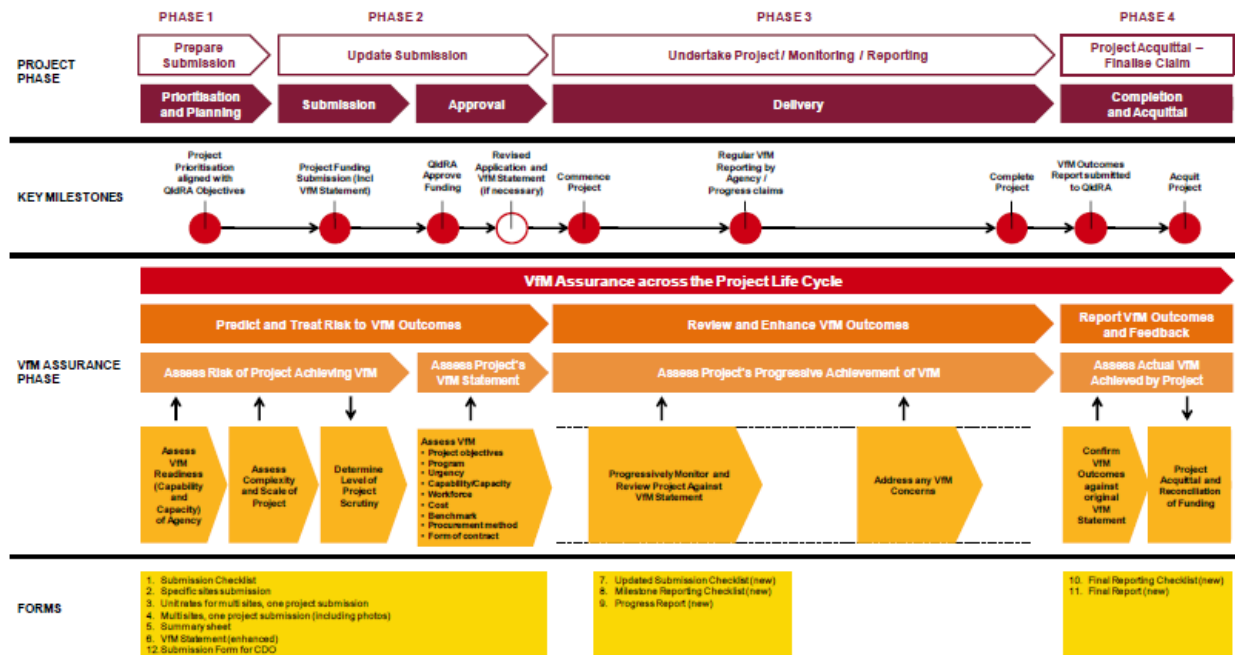 PHASE 1
PHASE 2
PHASE 3
PHASE 4
PROJECT
PHASE
Prepare
Submission
Update Submission
Undertake Project / Monitoring / Reporting
Project Acquittal –
Finalise Claim
Prioritisation
and Planning
Submission
Approval
Delivery
Completion
and Acquittal
KEY MILESTONES
Project
Prioritisation
aligned with
QldRA Objectives
Project Funding
Submission (Incl
VfM Statement)
QldRA
Approve
Funding
Revised
Application and
VfM Statement
(if necessary)
Commence
Project
Regular VfM
Reporting by
Agency /
Progress claims
Complete
Project
VfM Outcomes
Report submitted
to QldRA
Acquit
Project
VfM Assurance across the Project Life Cycle
VfM ASSURANCE
PHASE
Predict and Treat Risk to VfM Outcomes
Review and Enhance VfM Outcomes
Report VfM Outcomes
and Feedback
Assess Risk of Project Achieving VfM
Assess Project's
VfM Statement
Assess Project's Progressive Achievement of VfM
Assess Actual VfM
Achieved by Project
Assess
VfM
Readiness
(Capability
and
Capacity)
of Agency
Assess
Complexity
and Scale of
Project
Determine
Level of
Project
Scrutiny
Assess VfM
• Project objectives
• Program
• Urgency
• Capability/Capacity
• Workforce
• Cost
• Benchmark
• Procurement method
• Form of contract
Progressively Monitor and
Review Project Against
VfM Statement
Address any VfM
Concerns
Confirm
VfM
Outcomes
against
original
VfM
Statement
Project
Acquittal and
Reconciliation
of Funding
FORMS
1. Submission Checklist
2. Specific sites submission
3. Unit rates for multi sites, one project submission
4. Multi sites, one project submission (including photos)
5. Summary sheet
6. VfM Statement (enhanced)
12. Submission Form for CDO
7. Updated Submission Checklist (new)
8. Milestone Reporting Checklist (new)
9. Progress Report (new)
10. Final Reporting Checklist (new)
11. Final Report (new)